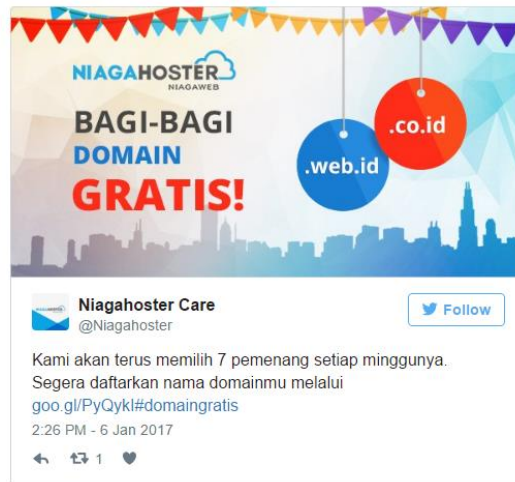 NIAGAHOSTER
NIAGAWEB
BAGI-BAGI
DOMAIN
GRATIS!
.co.id
.web.id
Niagahoster Care
@Niagahoster
Follow
Kami akan terus memilih 7 pemenang setiap minggunya.
Segera daftarkan nama domainmu melalui
goo.gl/PyQykl#domaingratis
2:26 PM - 6 Jan 2017
1